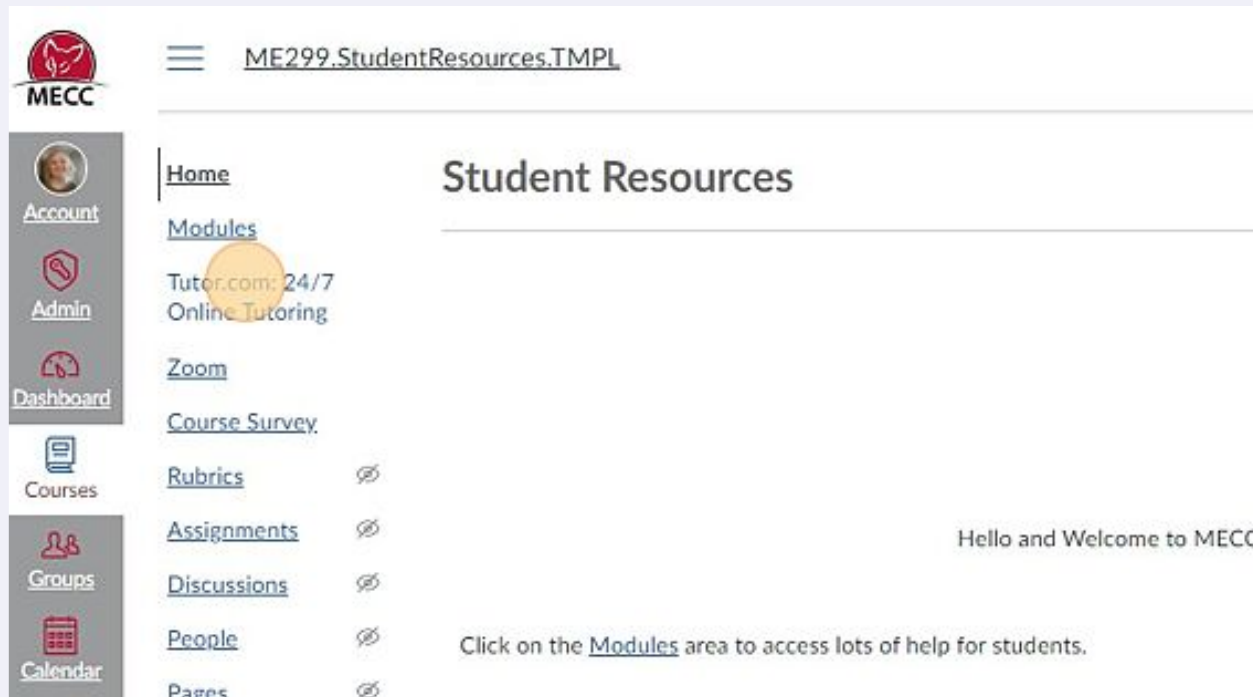 MECC
ME299.StudentResources.TMPL
Account
Admin
Dashboard
Courses
Groups
Calendar
Home
Modules
Tutor.com: 24/7
Online Tutoring
Zoom
Course Survey
Rubrics
Assignments
Discussions
People
Pages
Student Resources
Hello and Welcome to MECC
Click on the Modules area to access lots of help for students.